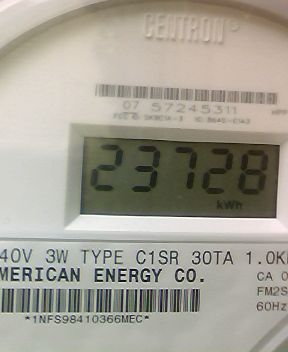 CENTRON®
07 57245311
23728
kWh
40V 3W TYPE C1SR 30TA 1.0K
MERICAN ENERGY CO.
CA 0
FM2S
60Hz
*1NFS98410366MEC*